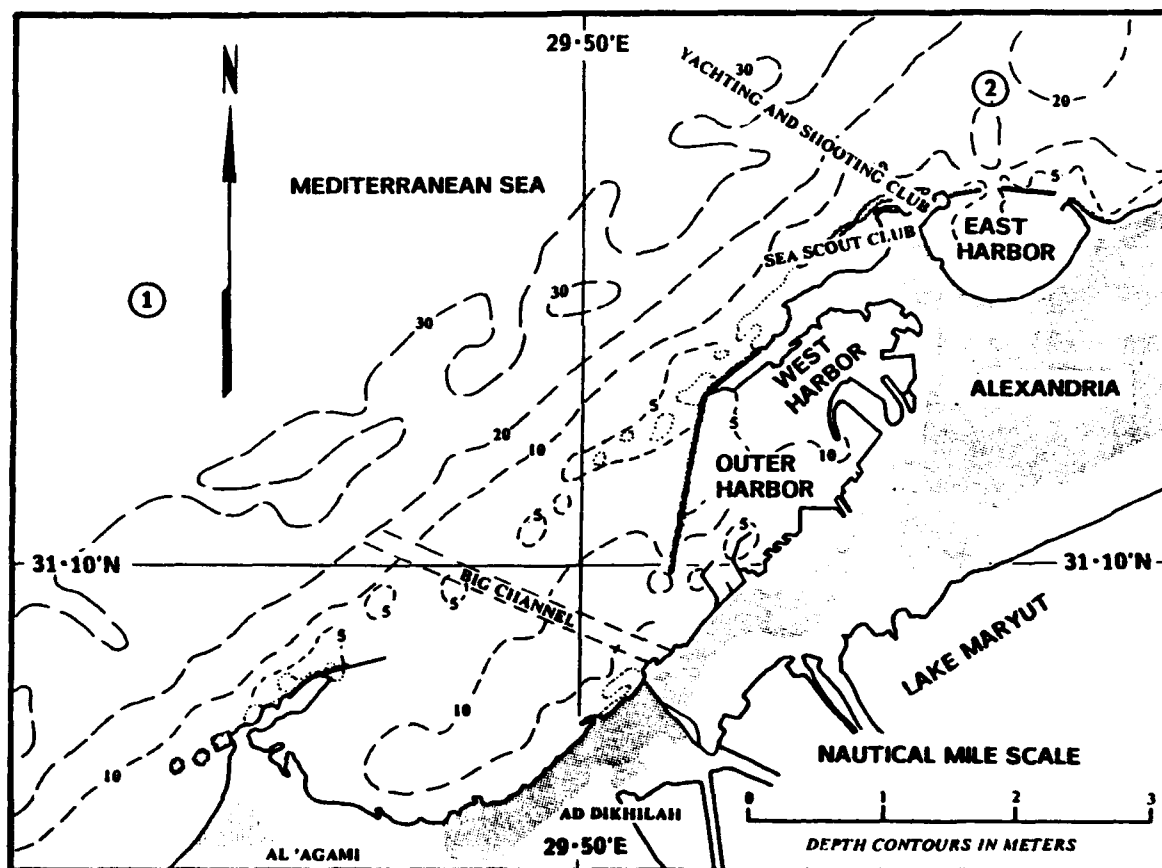 29·50'E
N
YACHTING AND SHOOTING CLUB
30
2
20
MEDITERRANEAN SEA
5
EAST
HARBOR
SEA SCOUT CLUB
1
30
30
WEST
HARBOR
ALEXANDRIA
5
5
20
10
OUTER
HARBOR
10
5
5
31·10'N
31·10'N
BIG CHANNEL
5
5
5
LAKE MARYUT
10
10
NAUTICAL MILE SCALE
0 1 2 3
AD DIKHILAH
29·50'E
DEPTH CONTOURS IN METERS
AL 'AGAMI